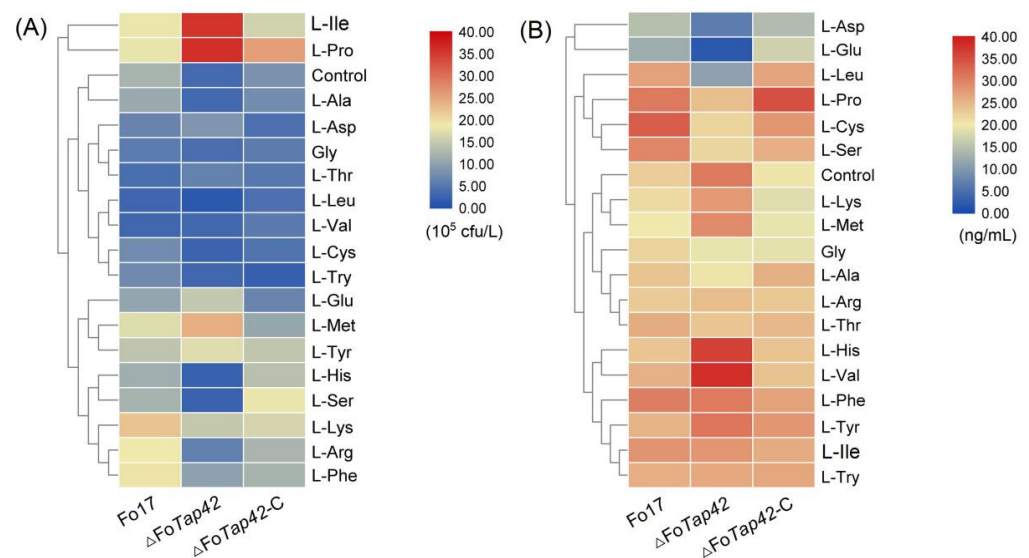 (A)
L-Ile
L-Pro
Control
L-Ala
L-Asp
Gly
L-Thr
L-Leu
L-Val
L-Cys
L-Try
L-Glu
L-Met
L-Tyr
L-His
L-Ser
L-Lys
L-Arg
L-Phe
Fo17
△FoTap42
△FoTap42-C
40.00
35.00
30.00
25.00
20.00
15.00
10.00
5.00
0.00
(10⁵ cfu/L)
(B)
L-Asp
L-Glu
L-Leu
L-Pro
L-Cys
L-Ser
Control
L-Lys
L-Met
Gly
L-Ala
L-Arg
L-Thr
L-His
L-Val
L-Phe
L-Tyr
L-Ile
L-Try
Fo17
△FoTap42
△FoTap42-C
40.00
35.00
30.00
25.00
20.00
15.00
10.00
5.00
0.00
(ng/mL)